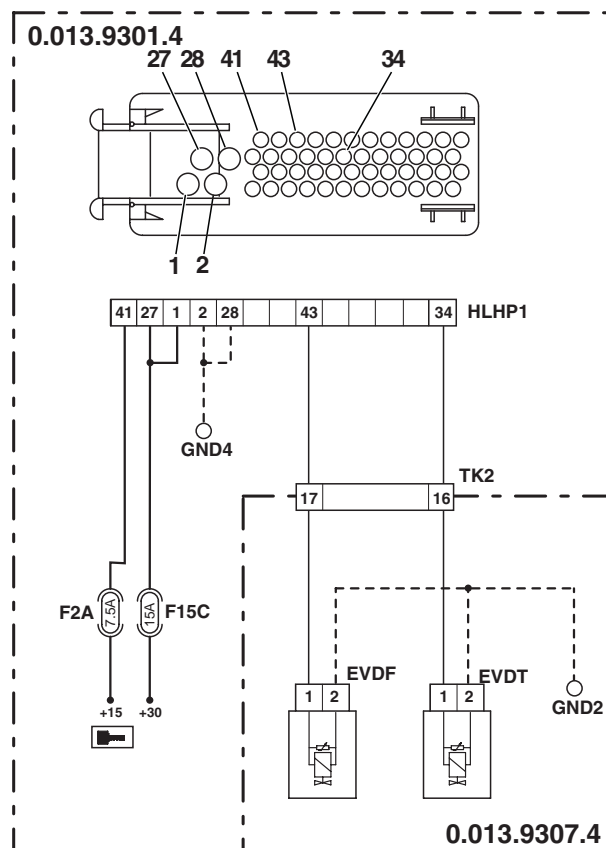 0.013.9301.4
27 28 41 43 34
1 2
41 27 1 2 28 43 34 HLHP1
GND4
TK2
17 16
F2A 7.5A 15A F15C
EVDF EVDT
1 2 1 2
GND2
+15 +30
0.013.9307.4